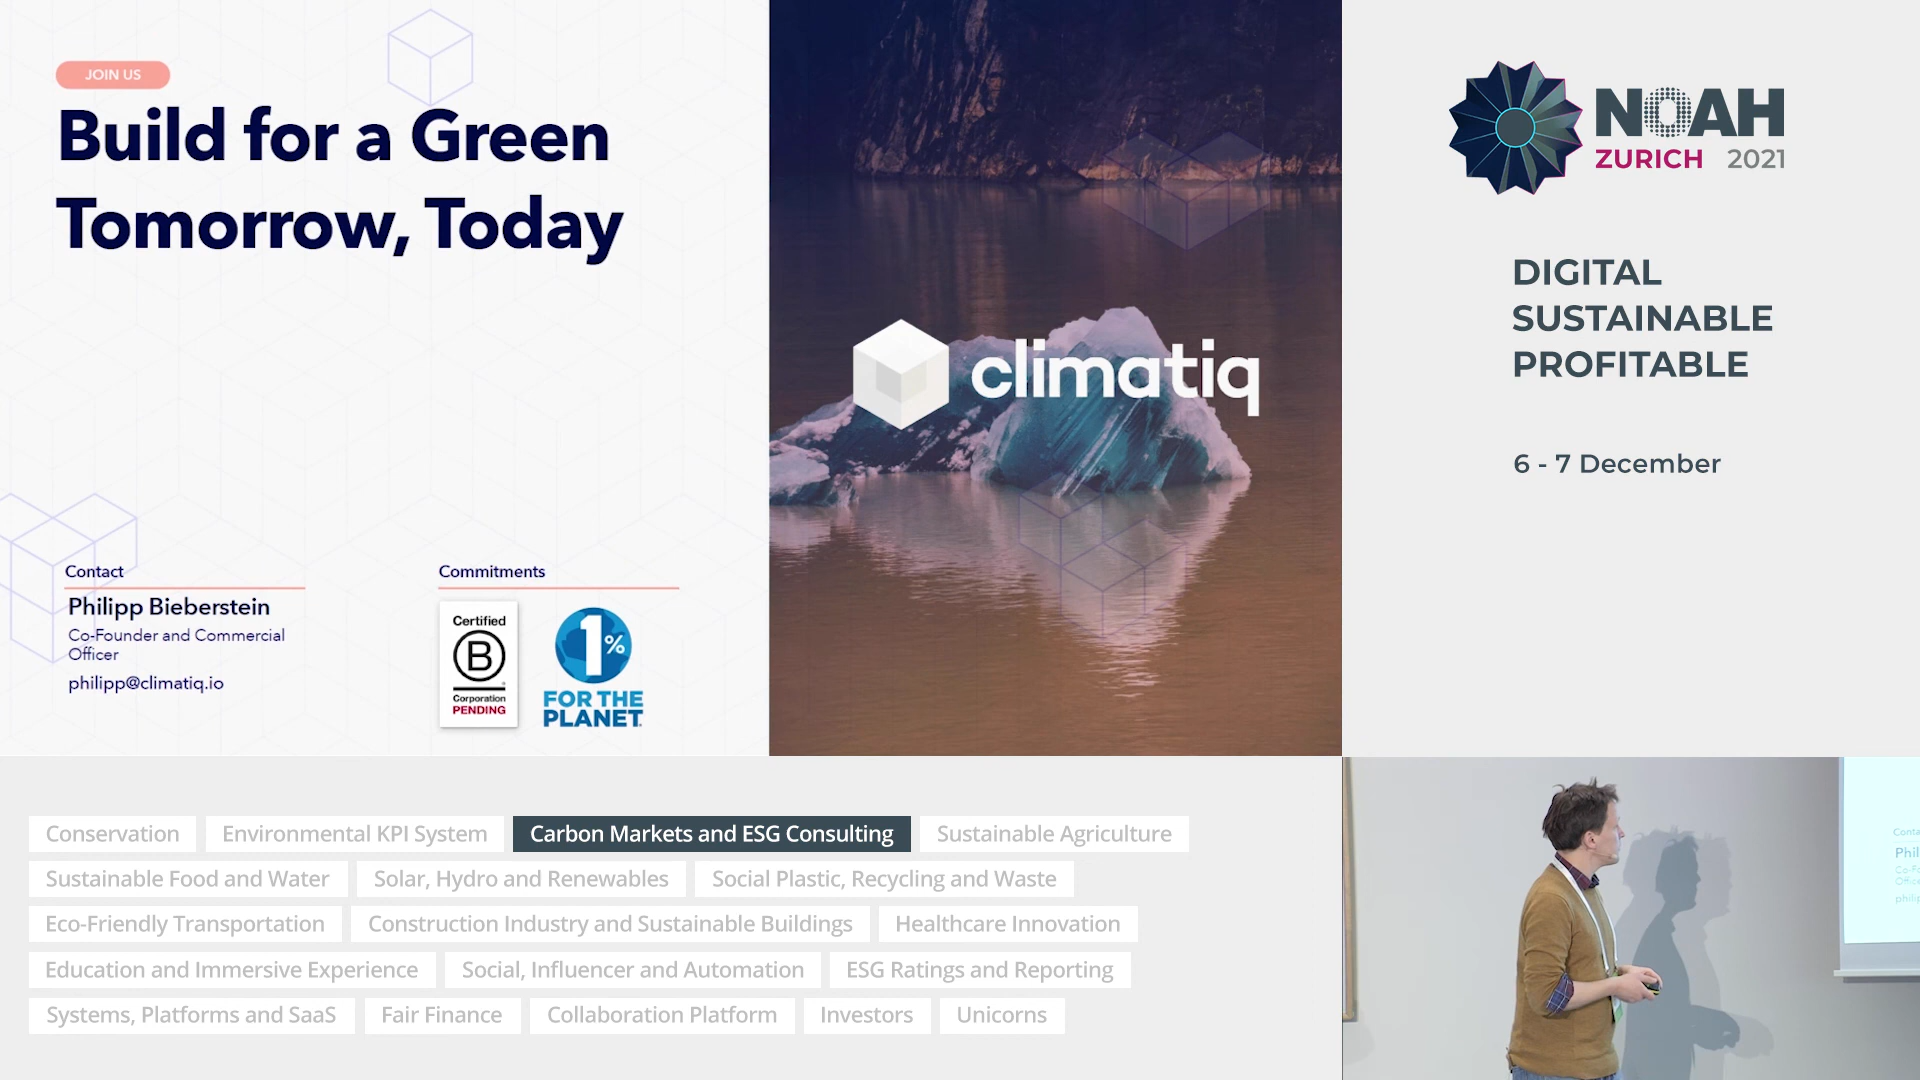 JOIN US
Build for a Green
Tomorrow, Today
Contact
Philipp Bieberstein
Co-Founder and Commercial
Officer
philipp@climatiq.io
Commitments
Certified
B
Corporation
PENDING
1%
FOR THE
PLANET
climatiq
NOAH
ZURICH 2021
DIGITAL
SUSTAINABLE
PROFITABLE
6 - 7 December
Conservation
Environmental KPI System
Carbon Markets and ESG Consulting
Sustainable Agriculture
Sustainable Food and Water
Solar, Hydro and Renewables
Social Plastic, Recycling and Waste
Eco-Friendly Transportation
Construction Industry and Sustainable Buildings
Healthcare Innovation
Education and Immersive Experience
Social, Influencer and Automation
ESG Ratings and Reporting
Systems, Platforms and SaaS
Fair Finance
Collaboration Platform
Investors
Unicorns